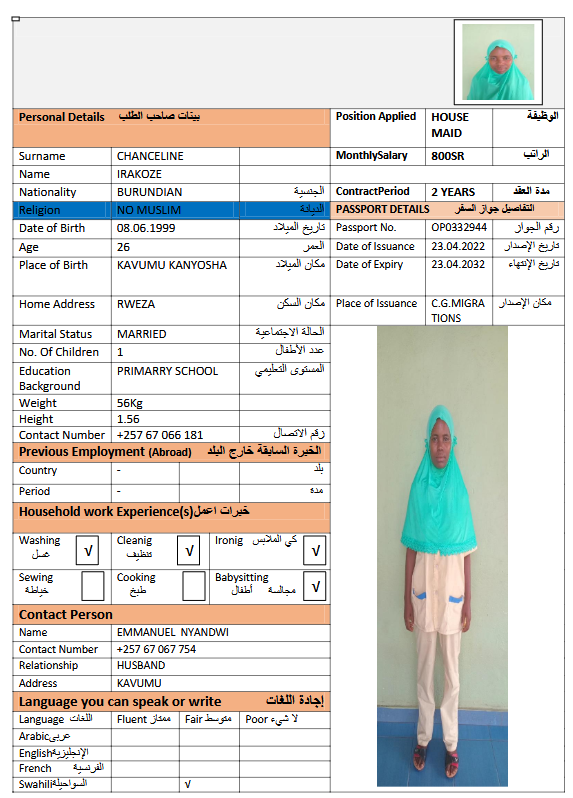 Personal Details بينات صاحب الطلب
Position Applied HOUSE MAID الوظيفة
Surname CHANCELINE
MonthlySalary 800SR الراتب
Name IRAKOZE
Nationality BURUNDIAN الجنسية
ContractPeriod 2 YEARS مدة العقد
Religion NO MUSLIM الديانة
PASSPORT DETAILS التفاصيل جواز السفر
Date of Birth 08.06.1999 تاريخ الميلاد
Passport No. OP0332944 رقم الجواز
Age 26 العمر
Date of Issuance 23.04.2022 تاريخ الإصدار
Place of Birth KAVUMU KANYOSHA مكان الميلاد
Date of Expiry 23.04.2032 تاريخ الإنتهاء
Home Address RWEZA مكان السكن
Place of Issuance C.G.MIGRA
TIONS مكان الإصدار
Marital Status MARRIED الحالة الاجتماعية
No. Of Children 1 عدد الأطفال
Education
Background PRIMARRY SCHOOL المستوى التعليمي
Weight 56Kg
Height 1.56
Contact Number +257 67 066 181 رقم الاتصال
Previous Employment (Abroad) الخبرة السابقة خارج البلد
Country - بلد
Period - مدة
Household work Experience(s) خبرات اعمل
Washing غسل √ Cleanig تنظيف √ Ironig كي الملابس √
Sewing خياطة Cooking طبخ Babysitting مجالسة أطفال √
Contact Person
Name EMMANUEL NYANDWI
Contact Number +257 67 067 754
Relationship HUSBAND
Address KAVUMU
Language you can speak or write إجادة اللغات
Language اللغات Fluent ممتاز Fair متوسط Poor لا شيء
Arabic عربى
English الإنجليزية
French الفرنسية
Swahili السواحيلة √